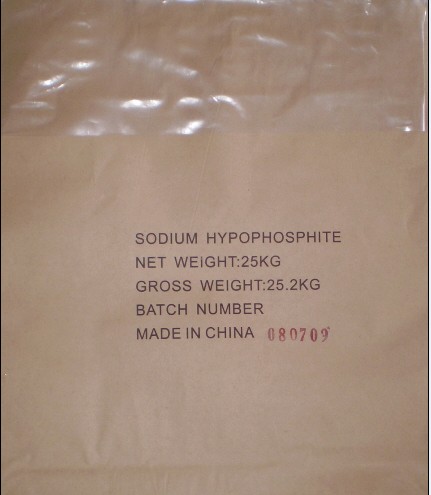 SODIUM HYPOPHOSPHITE
NET WEIGHT:25KG
GROSS WEIGHT:25.2KG
BATCH NUMBER
MADE IN CHINA 080709